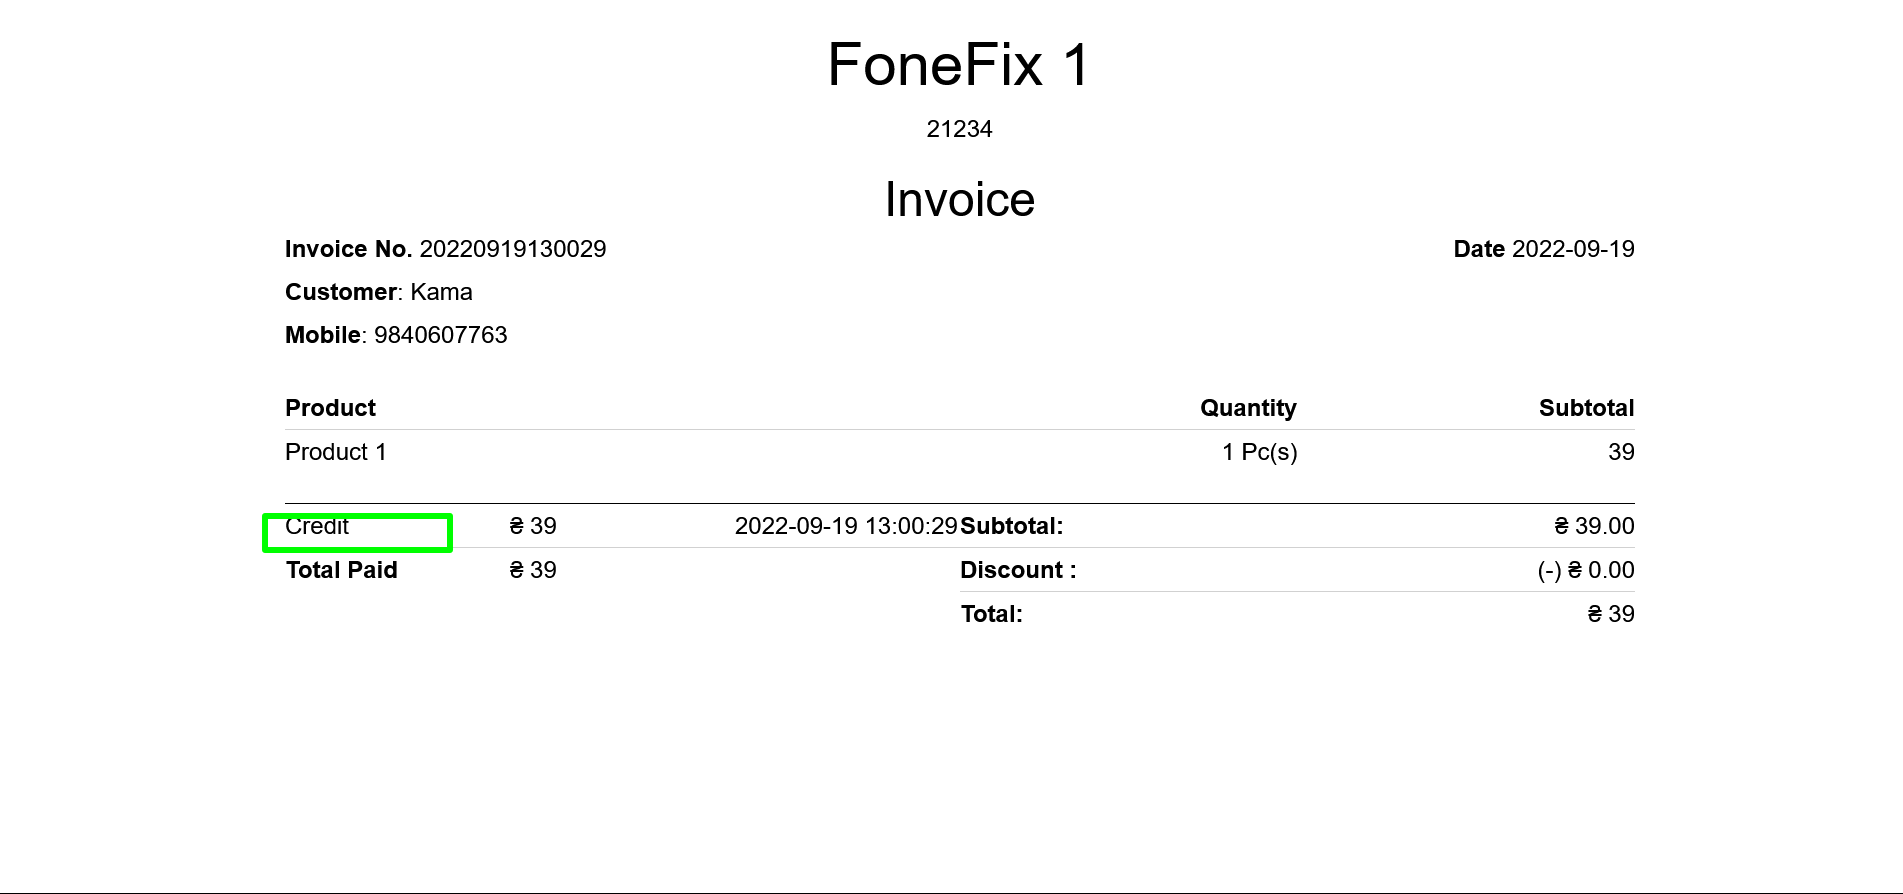 FoneFix 1
21234
Invoice
Invoice No. 20220919130029 Date 2022-09-19
Customer: Kama
Mobile: 9840607763
Product Quantity Subtotal
Product 1 1 Pc(s) 39
Credit ₴ 39 2022-09-19 13:00:29 Subtotal: ₴ 39.00
Total Paid ₴ 39 Discount : (-) ₴ 0.00
Total: ₴ 39